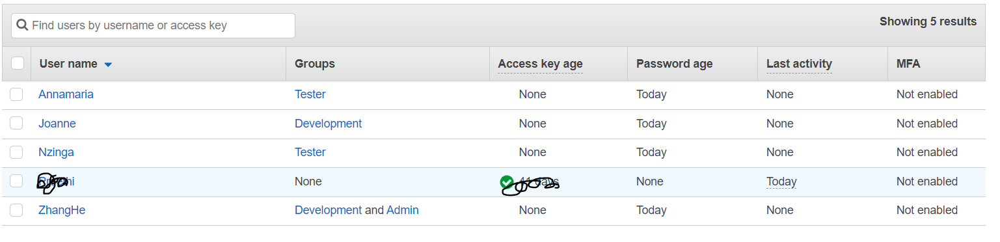 Find users by username or access key Showing 5 results
User name Groups Access key age Password age Last activity MFA
Annamaria Tester None Today None Not enabled
Joanne Development None Today None Not enabled
Nzinga Tester None Today None Not enabled
None days None Today Not enabled
ZhangHe Development and Admin None Today None Not enabled